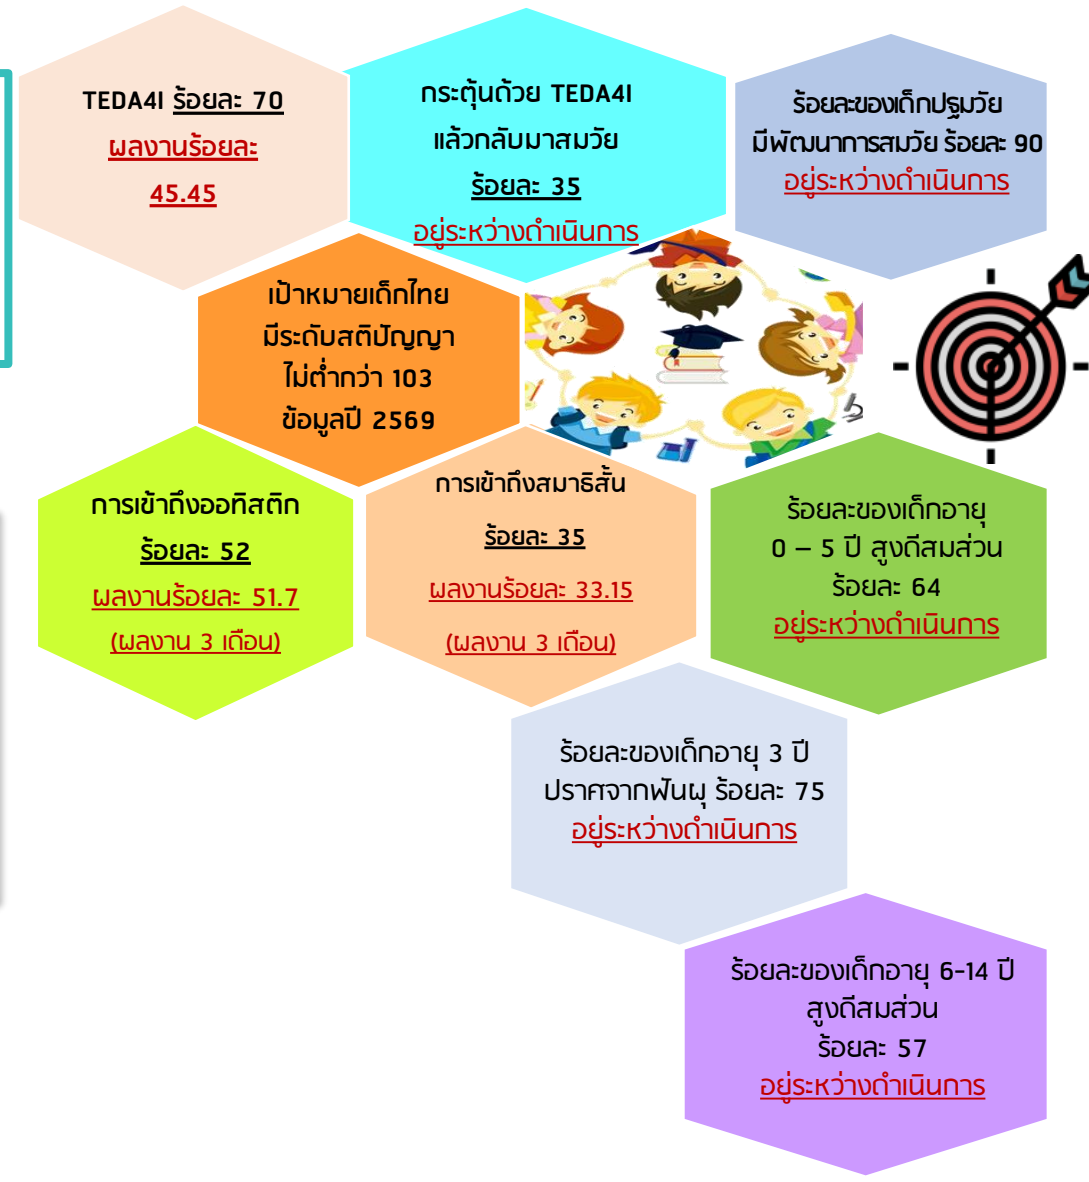 TEDA4I ร้อยละ 70
ผลงานร้อยละ
45.45
กระตุ้นด้วย TEDA4I
แล้วกลับมาสมวัย
ร้อยละ 35
อยู่ระหว่างดำเนินการ
ร้อยละของเด็กปฐมวัย
มีพัฒนาการสมวัย ร้อยละ 90
อยู่ระหว่างดำเนินการ
เป้าหมายเด็กไทย
มีระดับสติปัญญา
ไม่ต่ำกว่า 103
ข้อมูลปี 2569
การเข้าถึงออทิสติก
ร้อยละ 52
ผลงานร้อยละ 51.7
(ผลงาน 3 เดือน)
การเข้าถึงสมาธิสั้น
ร้อยละ 35
ผลงานร้อยละ 33.15
(ผลงาน 3 เดือน)
ร้อยละของเด็กอายุ
0 – 5 ปี สูงดีสมส่วน
ร้อยละ 64
อยู่ระหว่างดำเนินการ
ร้อยละของเด็กอายุ 3 ปี
ปราศจากฟันผุ ร้อยละ 75
อยู่ระหว่างดำเนินการ
ร้อยละของเด็กอายุ 6-14 ปี
สูงดีสมส่วน
ร้อยละ 57
อยู่ระหว่างดำเนินการ